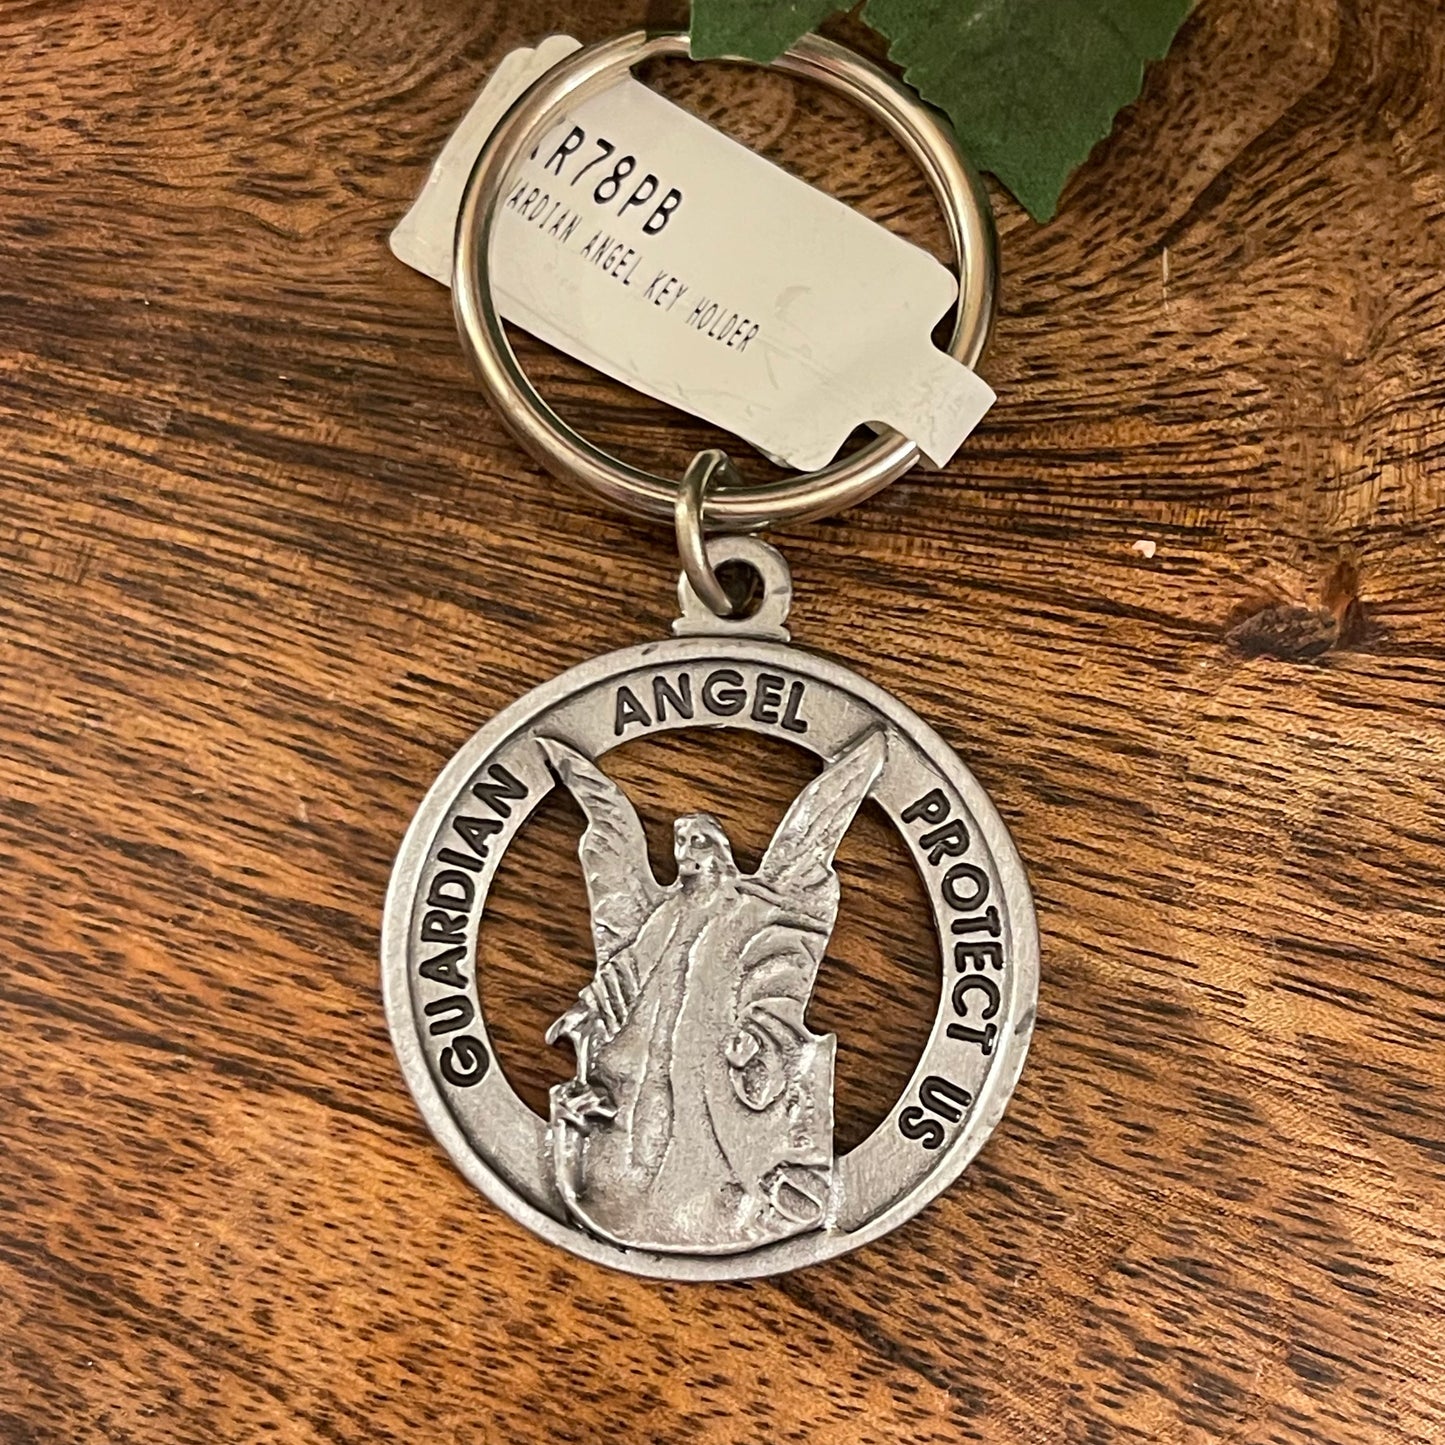 R78PB
ARDIAN ANGEL KEY HOLDER
GUARDIAN ANGEL PROTECT US